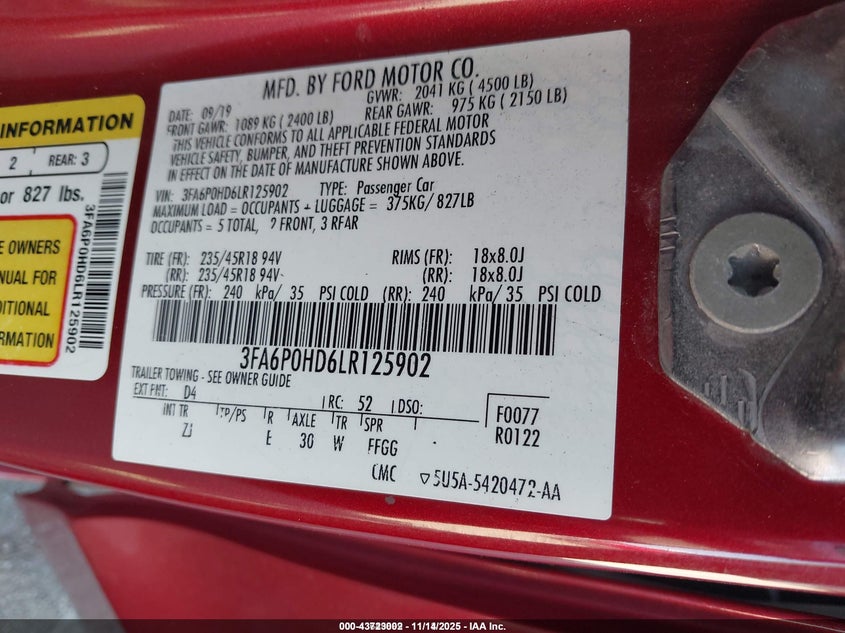 INFORMATION
2 REAR: 3
or 827 lbs.
E OWNERS
NUAL FOR
DITIONAL
RMATION
3FA6P0HD6LR125902
MFD. BY FORD MOTOR CO.
DATE: 09/19 GVWR: 2041 KG ( 4500 LB)
FRONT GAWR: 1089 KG ( 2400 LB) REAR GAWR: 975 KG ( 2150 LB)
THIS VEHICLE CONFORMS TO ALL APPLICABLE FEDERAL MOTOR
VEHICLE SAFETY, BUMPER, AND THEFT PREVENTION STANDARDS
IN EFFECT ON THE DATE OF MANUFACTURE SHOWN ABOVE.
VIN: 3FA6P0HD6LR125902 TYPE: Passenger Car
MAXIMUM LOAD = OCCUPANTS + LUGGAGE = 375KG/ 827LB
OCCUPANTS = 5 TOTAL, 2 FRONT, 3 REAR
TIRE (FR): 235/45R18 94V RIMS (FR): 18x8.0J
(RR): 235/45R18 94V (RR): 18x8.0J
PRESSURE (FR): 240 kPa/ 35 PSI COLD (RR): 240 kPa/ 35 PSI COLD
3FA6P0HD6LR125902
TRAILER TOWING - SEE OWNER GUIDE
EXT PNT: D4 RC: 52 DSO: F0077
INT TR TP/PS R AXLE TR SPR R0122
ZJ E 30 W FFGG
CMC ▽5U5A-5420472-AA
11/14/2025 - IAA Inc.